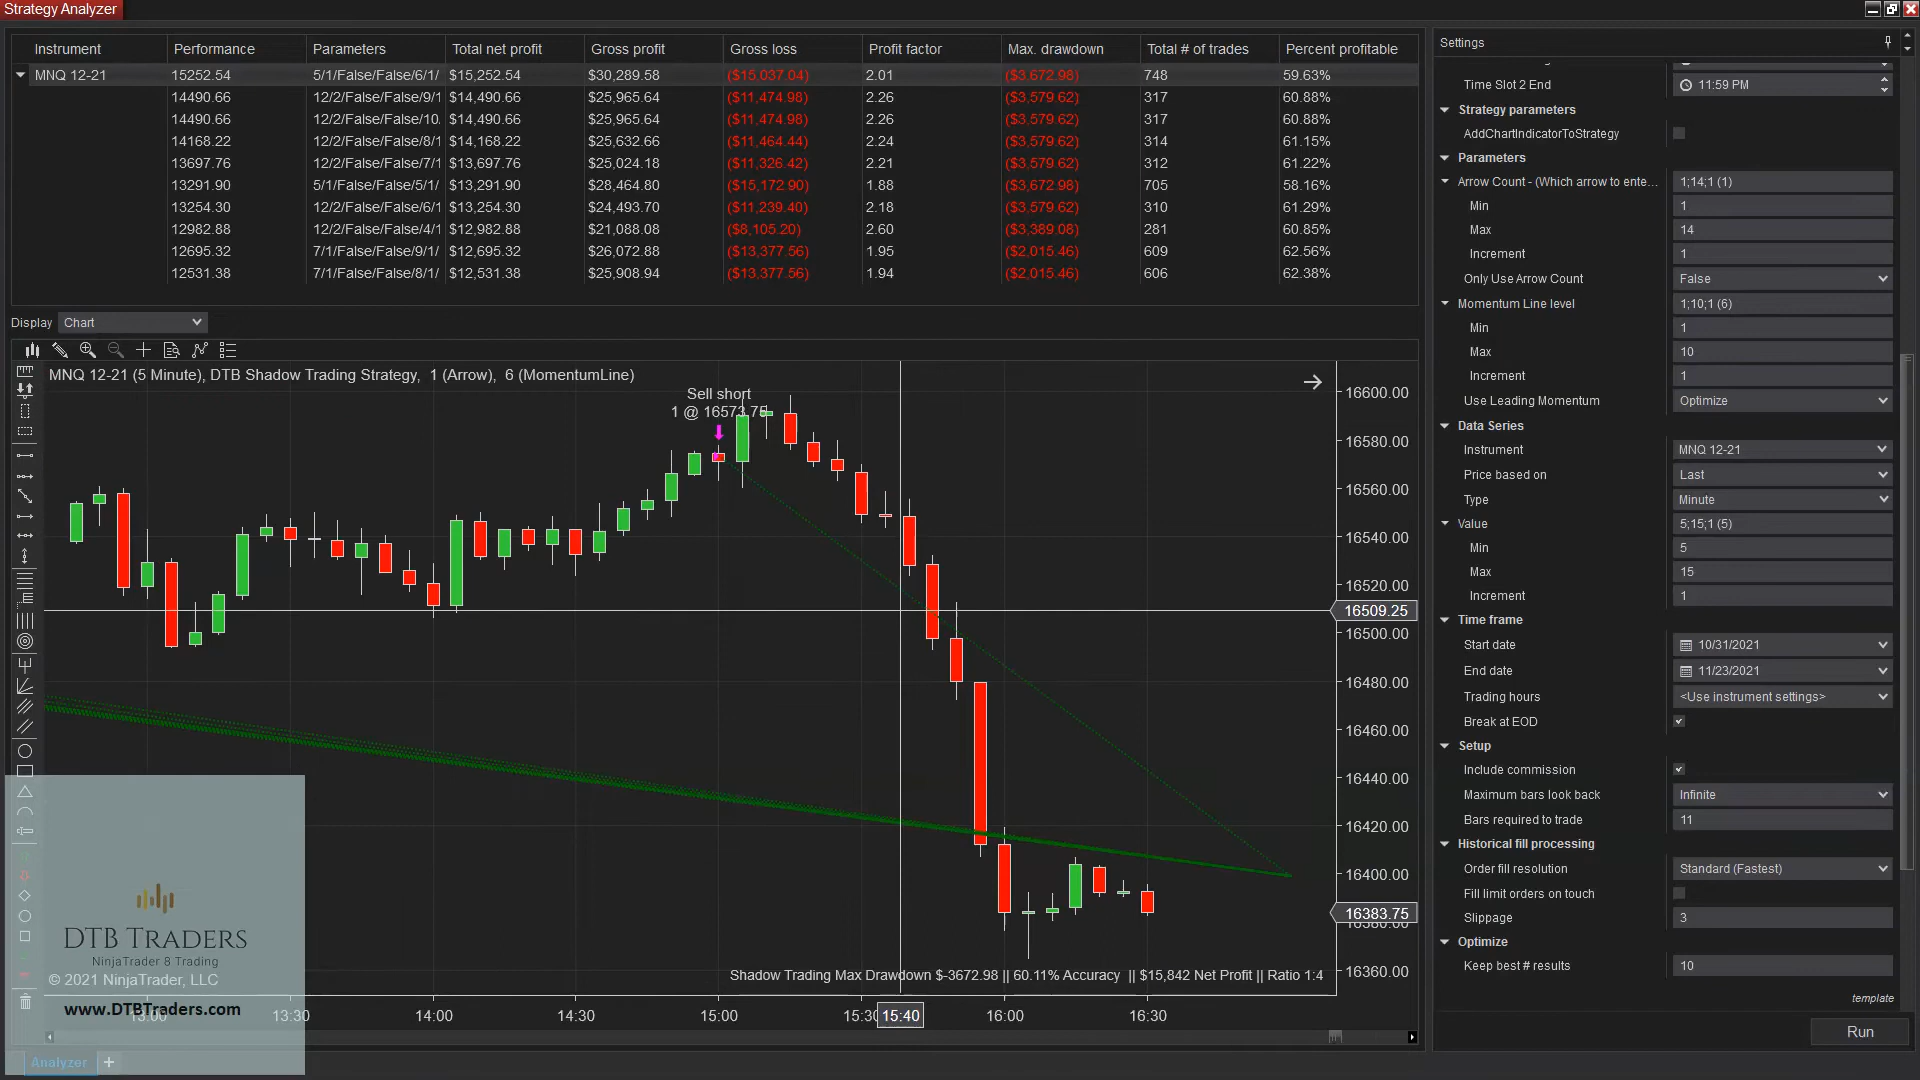 Strategy Analyzer
Instrument Performance Parameters Total net profit Gross profit Gross loss Profit factor Max. drawdown Total # of trades Percent profitable
MNQ 12-21 15252.54 5/1/False/False/6/1/ $15,252.54 $30,289.58 ($15,037.04) 2.01 ($3,672.98) 748 59.63%
14490.66 12/2/False/False/9/1 $14,490.66 $25,965.64 ($11,474.98) 2.26 ($3,579.62) 317 60.88%
14490.66 12/2/False/False/10. $14,490.66 $25,965.64 ($11,474.98) 2.26 ($3,579.62) 317 60.88%
14168.22 12/2/False/False/8/1 $14,168.22 $25,632.66 ($11,464.44) 2.24 ($3,579.62) 314 61.15%
13697.76 12/2/False/False/7/1 $13,697.76 $25,024.18 ($11,326.42) 2.21 ($3,579.62) 312 61.22%
13291.90 5/1/False/False/5/1/ $13,291.90 $28,464.80 ($15,172.90) 1.88 ($3,672.98) 705 58.16%
13254.30 12/2/False/False/6/1 $13,254.30 $24,493.70 ($11,239.40) 2.18 ($3,579.62) 310 61.29%
12982.88 12/2/False/False/4/1 $12,982.88 $21,088.08 ($8,105.20) 2.60 ($3,389.08) 281 60.85%
12695.32 7/1/False/False/9/1/ $12,695.32 $26,072.88 ($13,377.56) 1.95 ($2,015.46) 609 62.56%
12531.38 7/1/False/False/8/1/ $12,531.38 $25,908.94 ($13,377.56) 1.94 ($2,015.46) 606 62.38%
Display Chart
MNQ 12-21 (5 Minute), DTB Shadow Trading Strategy, 1 (Arrow), 6 (MomentumLine)
Sell short
1 @ 16573.75
16600.00
16580.00
16560.00
16540.00
16520.00
16509.25
16500.00
16480.00
16460.00
16440.00
16420.00
16400.00
16383.75
16380.00
16360.00
Shadow Trading Max Drawdown $-3672.98 || 60.11% Accuracy || $15,842 Net Profit || Ratio 1:4
13:00 13:30 14:00 14:30 15:00 15:30 15:40 16:00 16:30
DTB TRADERS
NinjaTrader 8 Trading
© 2021 NinjaTrader, LLC
www.DTBTraders.com
Analyzer +
Settings
Time Slot 2 End 11:59 PM
Strategy parameters
AddChartIndicatorToStrategy
Parameters
Arrow Count - (Which arrow to ente... 1;14;1 (1)
Min 1
Max 14
Increment 1
Only Use Arrow Count False
Momentum Line level 1;10;1 (6)
Min 1
Max 10
Increment 1
Use Leading Momentum Optimize
Data Series
Instrument MNQ 12-21
Price based on Last
Type Minute
Value 5;15;1 (5)
Min 5
Max 15
Increment 1
Time frame
Start date 10/31/2021
End date 11/23/2021
Trading hours <Use instrument settings>
Break at EOD
Setup
Include commission
Maximum bars look back Infinite
Bars required to trade 11
Historical fill processing
Order fill resolution Standard (Fastest)
Fill limit orders on touch
Slippage 3
Optimize
Keep best # results 10
template
Run